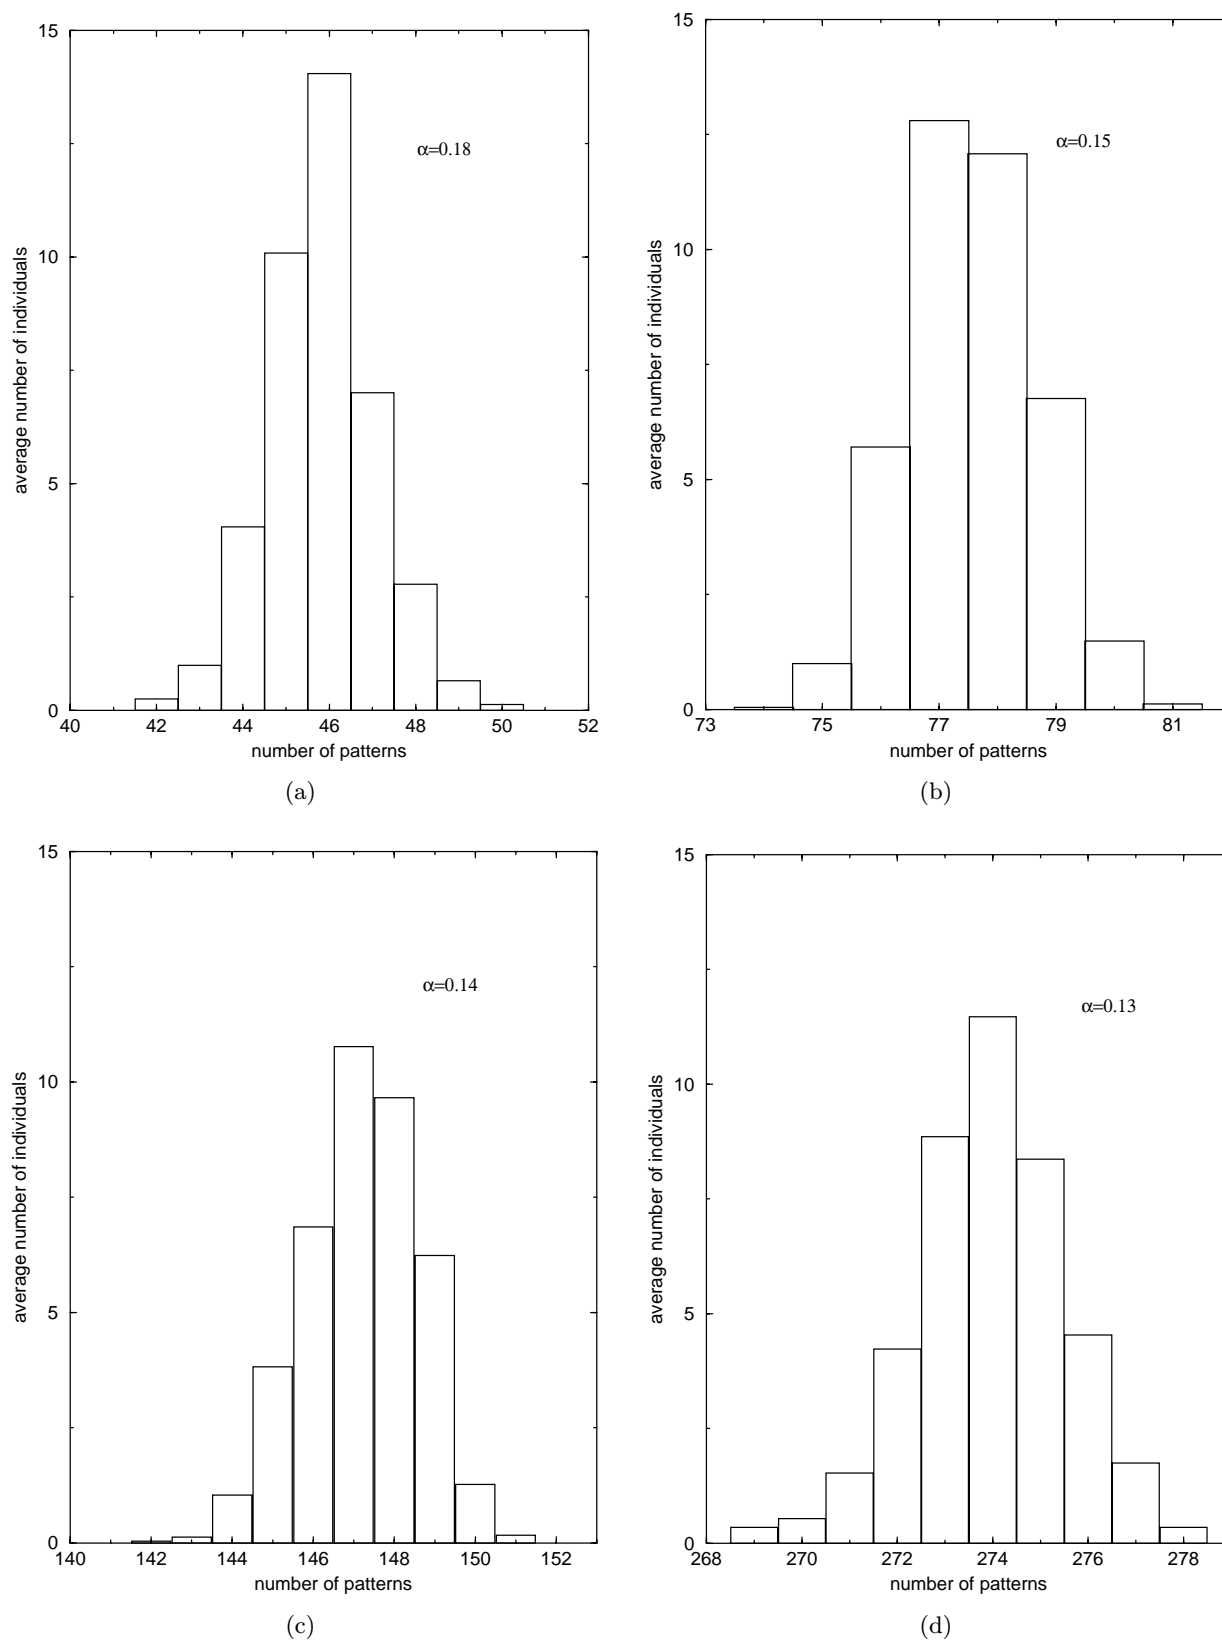 15
10
5
0
average number of individuals
α=0.18
40 42 44 46 48 50 52
number of patterns
(a)
15
10
5
0
average number of individuals
α=0.15
73 75 77 79 81
number of patterns
(b)
15
10
5
0
average number of individuals
α=0.14
140 142 144 146 148 150 152
number of patterns
(c)
15
10
5
0
average number of individuals
α=0.13
268 270 272 274 276 278
number of patterns
(d)